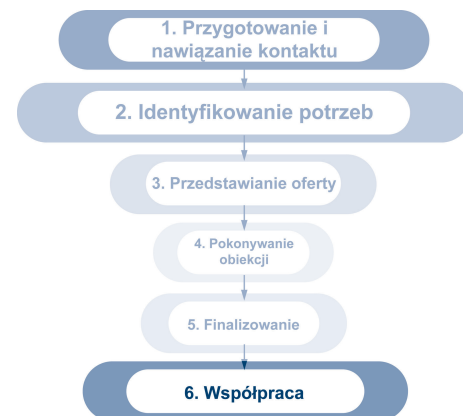 1. Przygotowanie i
nawiązanie kontaktu
2. Identyfikowanie potrzeb
3. Przedstawianie oferty
4. Pokonywanie
obiekcji
5. Finalizowanie
6. Współpraca